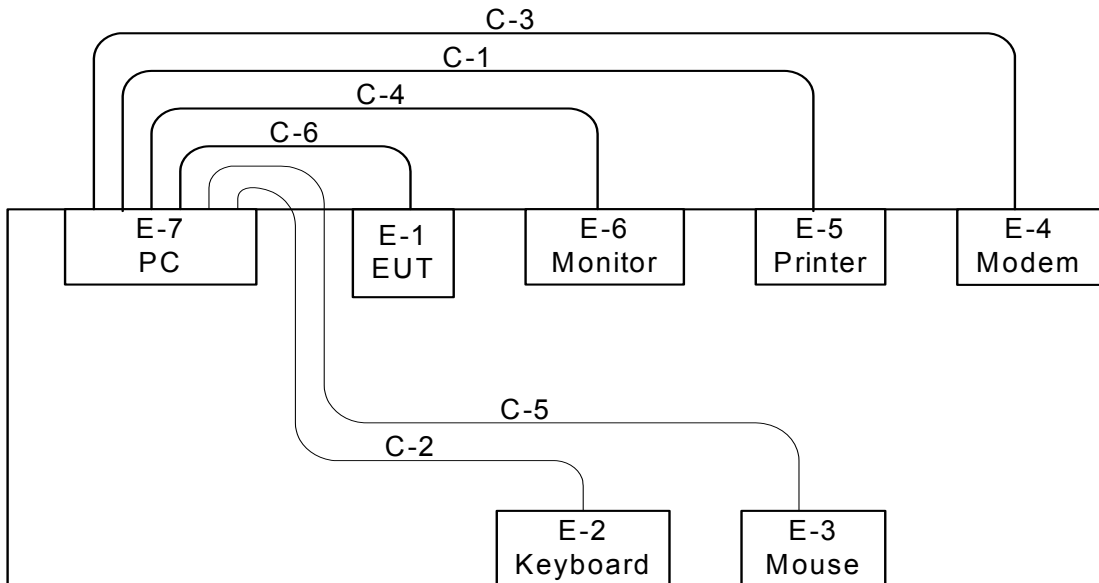 C-3
C-1
C-4
C-6
E-7
PC
E-1
EUT
E-6
Monitor
E-5
Printer
E-4
Modem
C-5
C-2
E-2
Keyboard
E-3
Mouse